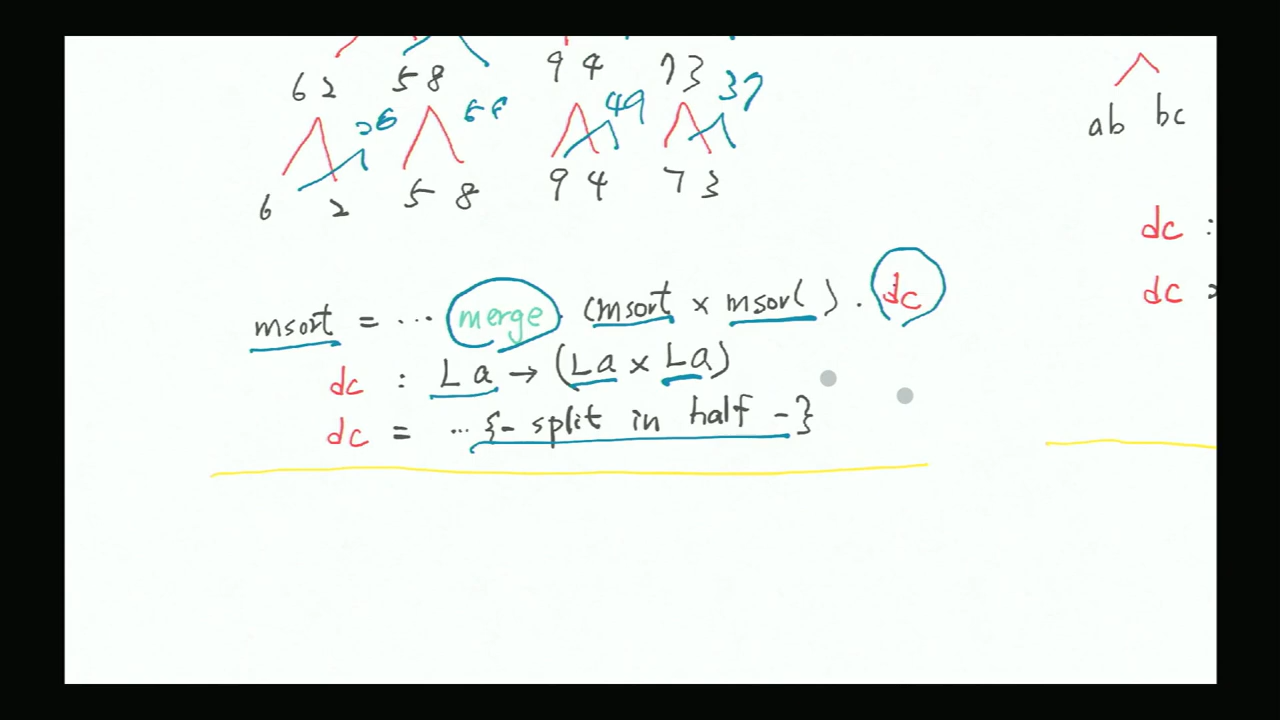 6 2 5 8 9 4 7 3
26 49 37
ab bc
6 2 5 8 9 4 7 3
dc :
msort = ... merge · (msort × msort) . dc
dc
dc : La → (La × La)
dc = ... {- split in half -}